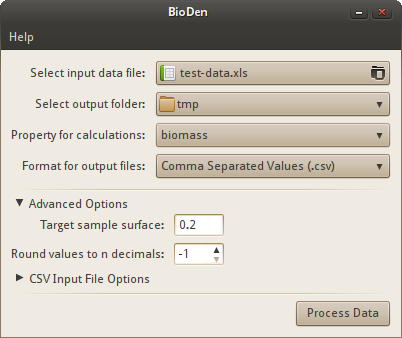 BioDen
Help
Select input data file: test-data.xls
Select output folder: tmp
Property for calculations: biomass
Format for output files: Comma Separated Values (.csv)
Advanced Options
Target sample surface: 0.2
Round values to n decimals: -1
CSV Input File Options
Process Data